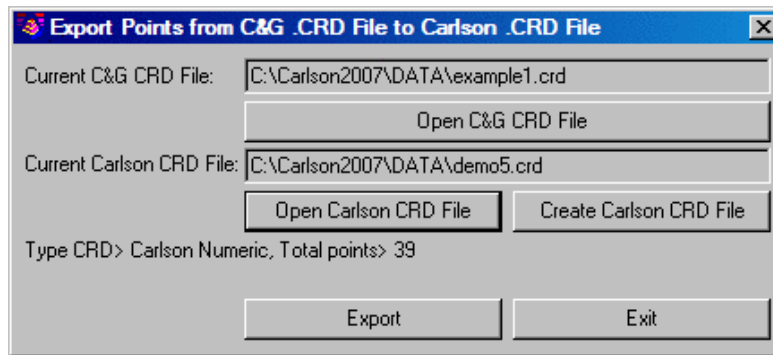 Export Points from C&G .CRD File to Carlson .CRD File
Current C&G CRD File: C:\Carlson2007\DATA\example1.crd
Open C&G CRD File
Current Carlson CRD File: C:\Carlson2007\DATA\demo5.crd
Open Carlson CRD File Create Carlson CRD File
Type CRD> Carlson Numeric, Total points> 39
Export Exit